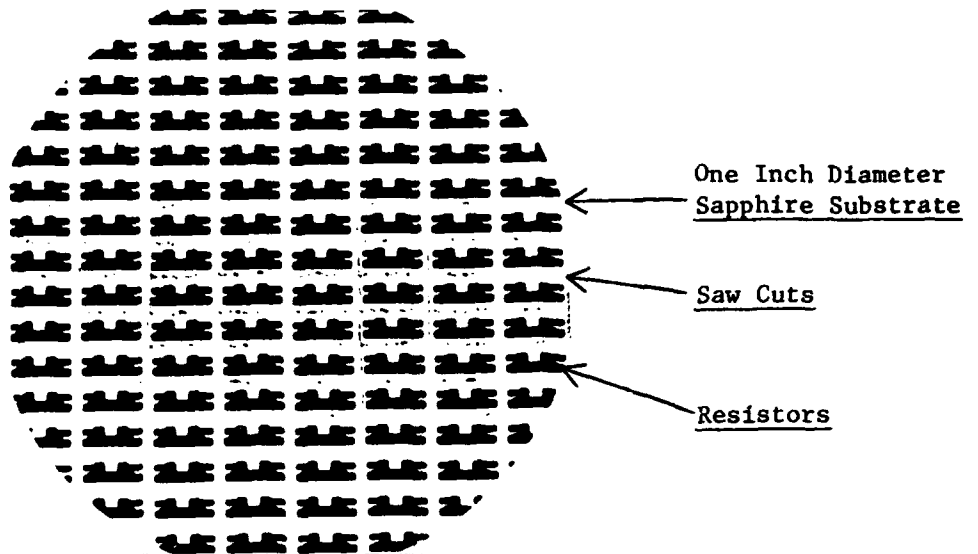 One Inch Diameter
Sapphire Substrate
Saw Cuts
Resistors